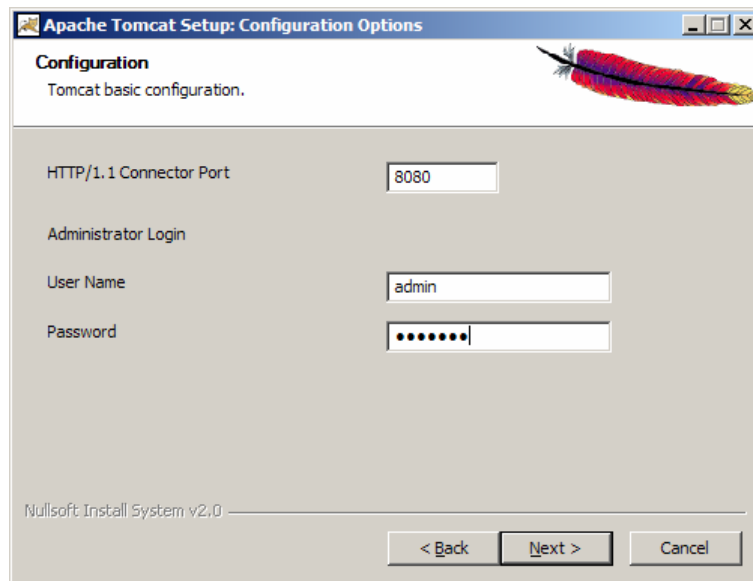 Apache Tomcat Setup: Configuration Options
Configuration
Tomcat basic configuration.
HTTP/1.1 Connector Port 8080
Administrator Login
User Name admin
Password •••••••
Nullsoft Install System v2.0
< Back Next > Cancel